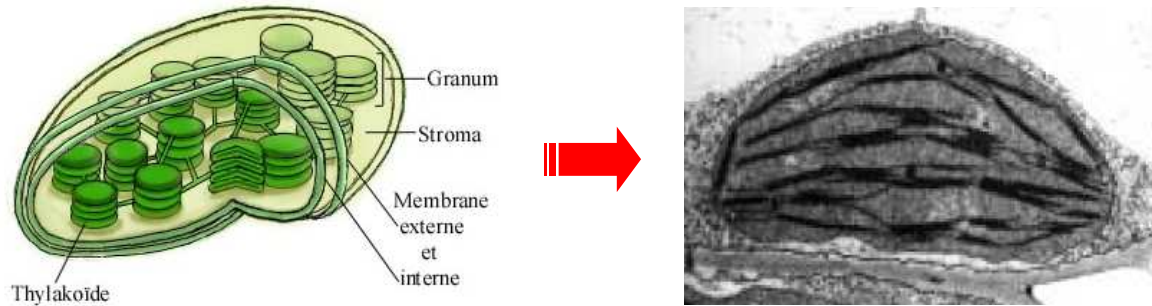 Granum
Stroma
Membrane
externe
et
interne
Thylakoïde